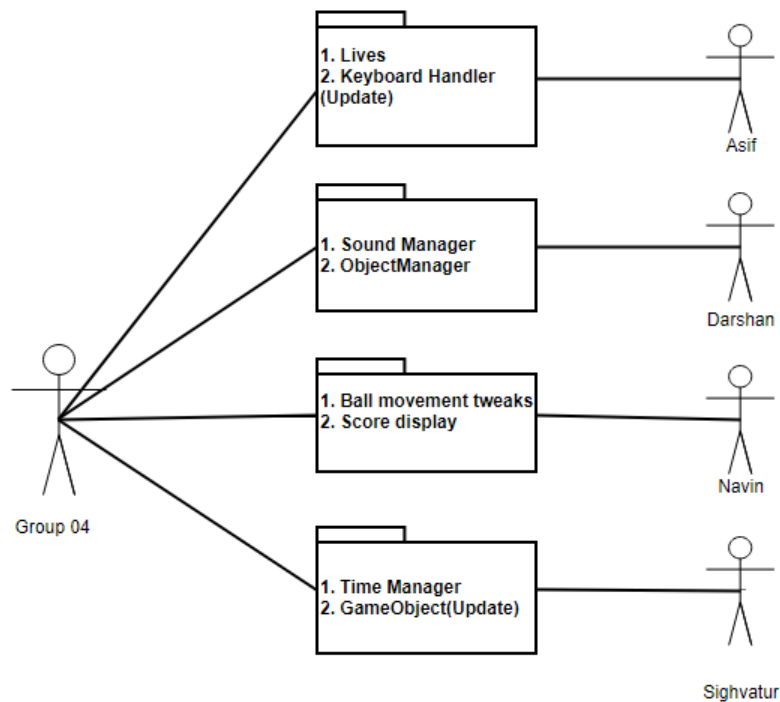 1. Lives
2. Keyboard Handler
(Update)
Asif
1. Sound Manager
2. ObjectManager
Darshan
1. Ball movement tweaks
2. Score display
Navin
Group 04
1. Time Manager
2. GameObject(Update)
Sighvatur